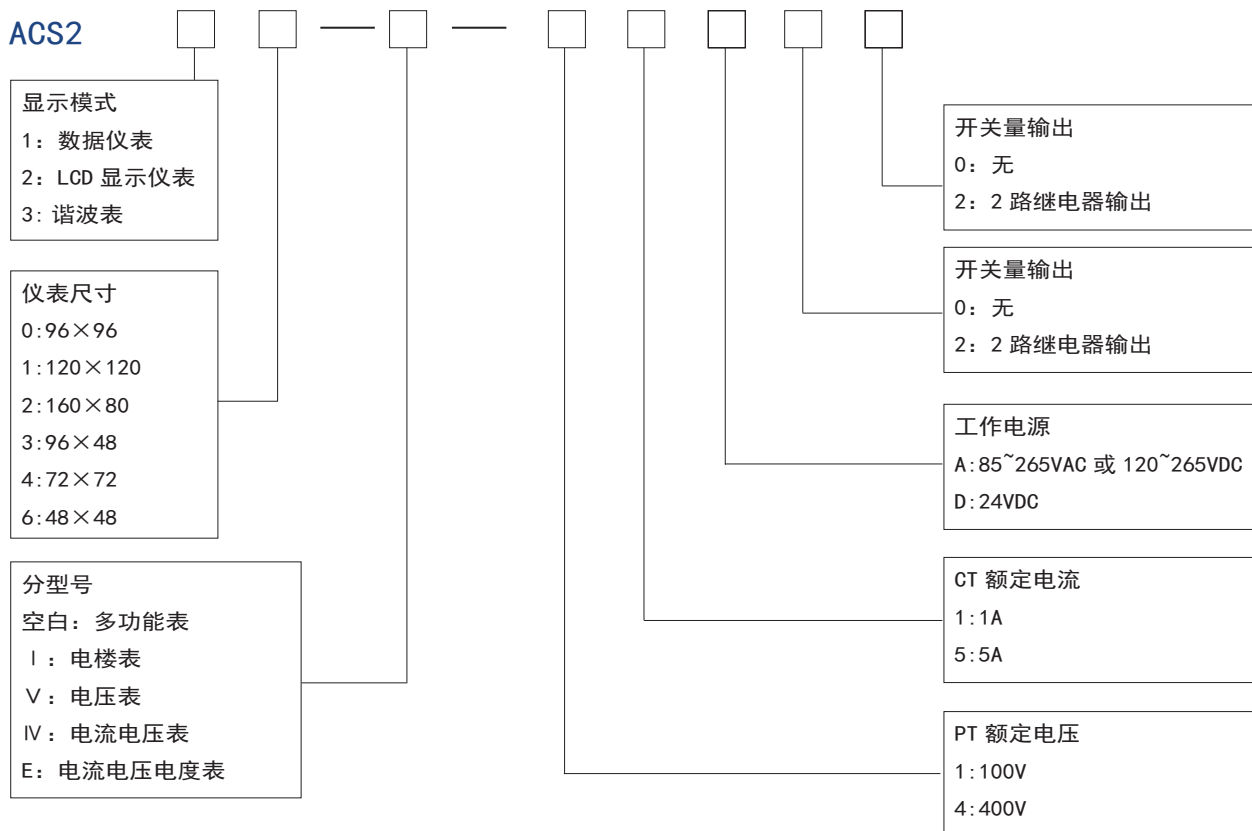 ACS2
显示模式
1：数据仪表
2：LCD 显示仪表
3：谐波表
仪表尺寸
0:96×96
1:120×120
2:160×80
3:96×48
4:72×72
6:48×48
分型号
空白：多功能表
Ⅰ：电楼表
Ⅴ：电压表
Ⅳ：电流电压表
E：电流电压电度表
开关量输出
0：无
2：2 路继电器输出
开关量输出
0：无
2：2 路继电器输出
工作电源
A:85~265VAC 或 120~265VDC
D:24VDC
CT 额定电流
1:1A
5:5A
PT 额定电压
1:100V
4:400V